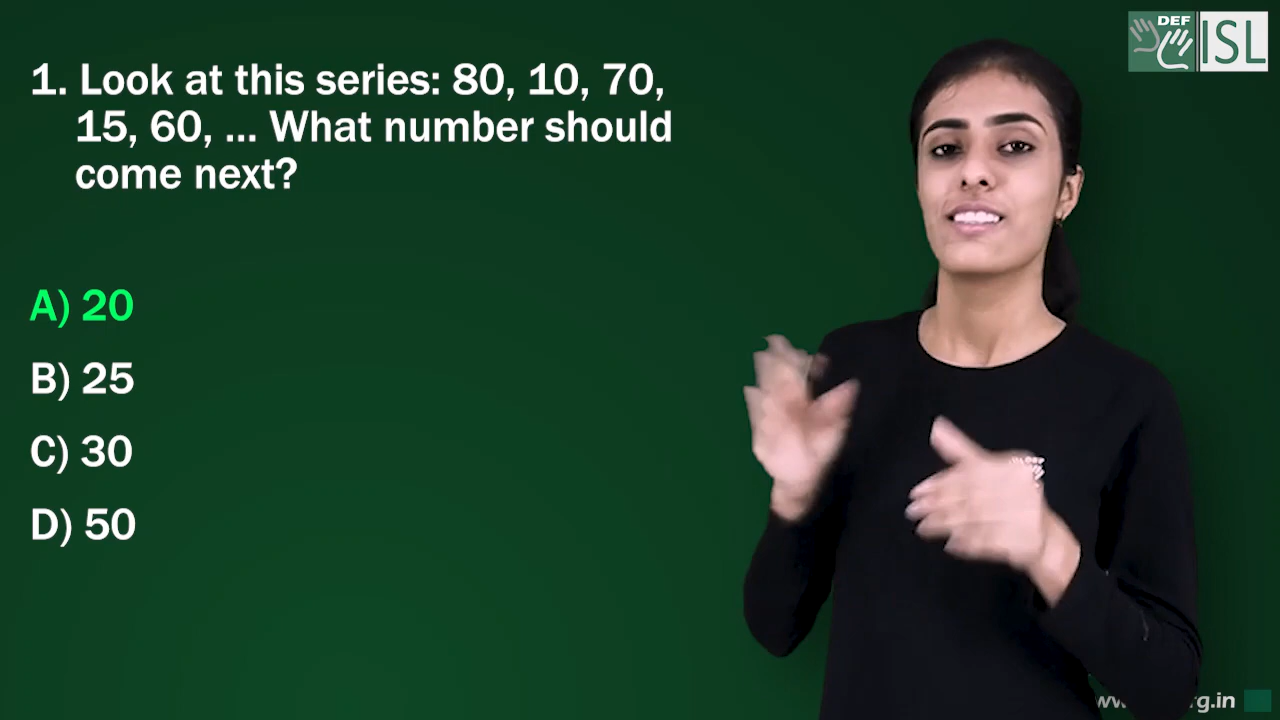 DEF
ISL
1. Look at this series: 80, 10, 70,
15, 60, ... What number should
come next?
A) 20
B) 25
C) 30
D) 50